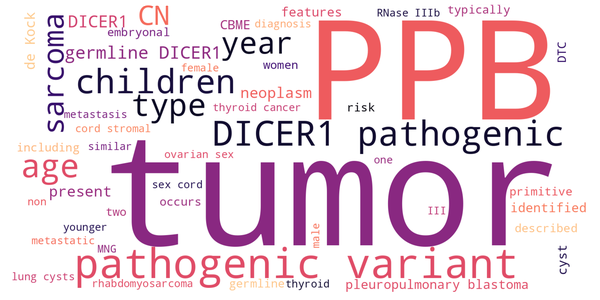 de Kock
sarcoma
DICER1
CN
embryonal
germline DICER1
CBME
features
diagnosis
RNase IIIb
typically
year
female
women
PPB
DTC
children
type
neoplasm
thyroid cancer
risk
metastasis
cord stromal
DICER1 pathogenic
including
similar
tumor
ovarian sex
one
age
present
sex cord
occurs
non
two
younger
metastatic
MNG
III
primitive
identified
described
male
cyst
pathogenic variant
lung cysts
rhabdomyosarcoma
germline
thyroid
pleuropulmonary blastoma